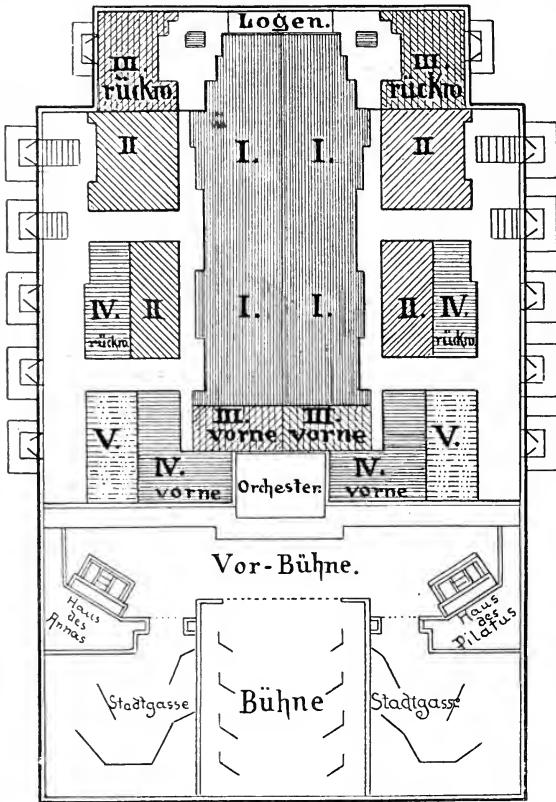 Logen.
III.
rückw.
III.
rückw.
II
I.
I.
II
IV.
rückw.
II
I.
I.
II.
IV.
rückw.
III.
vorne
III.
vorne
V.
IV.
vorne
Orchester.
IV.
vorne
V.
Vor-Bühne.
Haus
des
Annas
Haus
des
Pilatus
Stadtgasse
Bühne
Stadtgasse